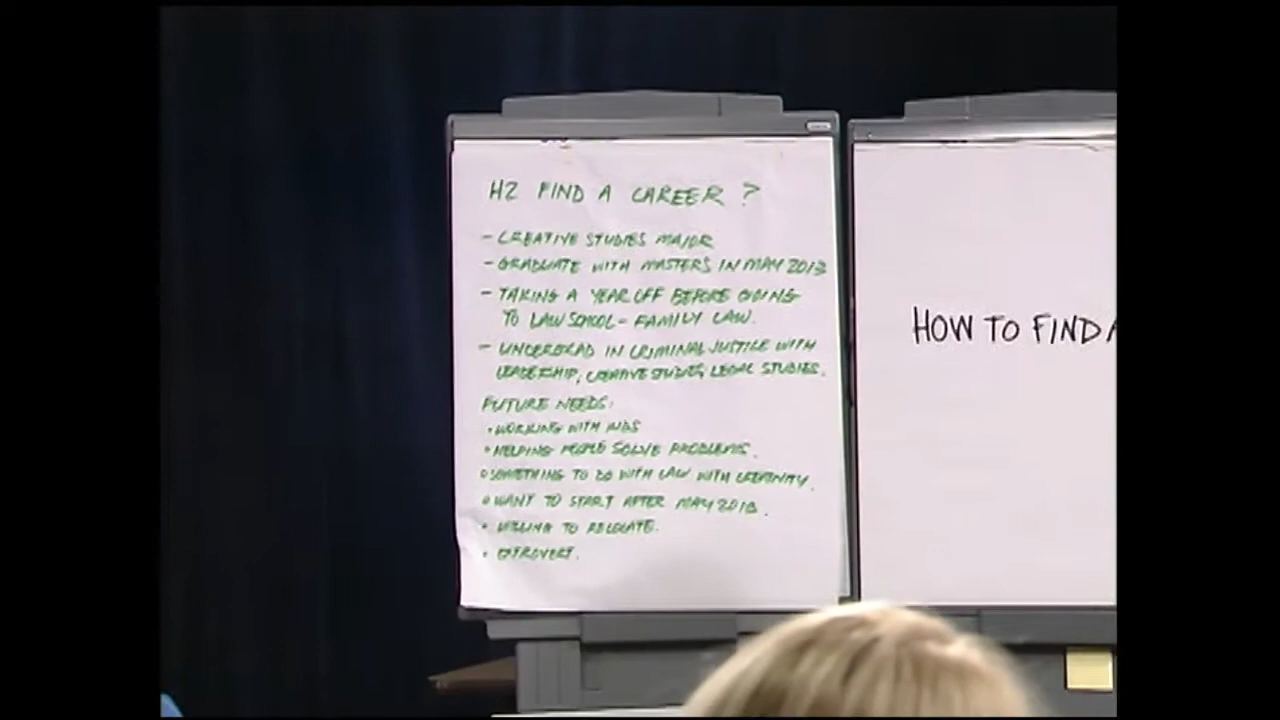 H2 FIND A CAREER?
- CREATIVE STUDIES MAJOR
- GRADUATE WITH MASTERS IN MAY 2013
- TAKING A YEAR OFF BEFORE GOING
TO LAW SCHOOL - FAMILY LAW.
- UNDERGRAD IN CRIMINAL JUSTICE WITH
LEADERSHIP, CREATIVE STUDIES, LEGAL STUDIES.
FUTURE NEEDS:
• WORKING WITH KIDS
• HELPING PEOPLE SOLVE PROBLEMS.
• SOMETHING TO DO WITH LAW WITH CREATIVITY.
• WANT TO START AFTER MAY 2013.
• WILLING TO RELOCATE.
• EXTROVERT.
HOW TO FIND A